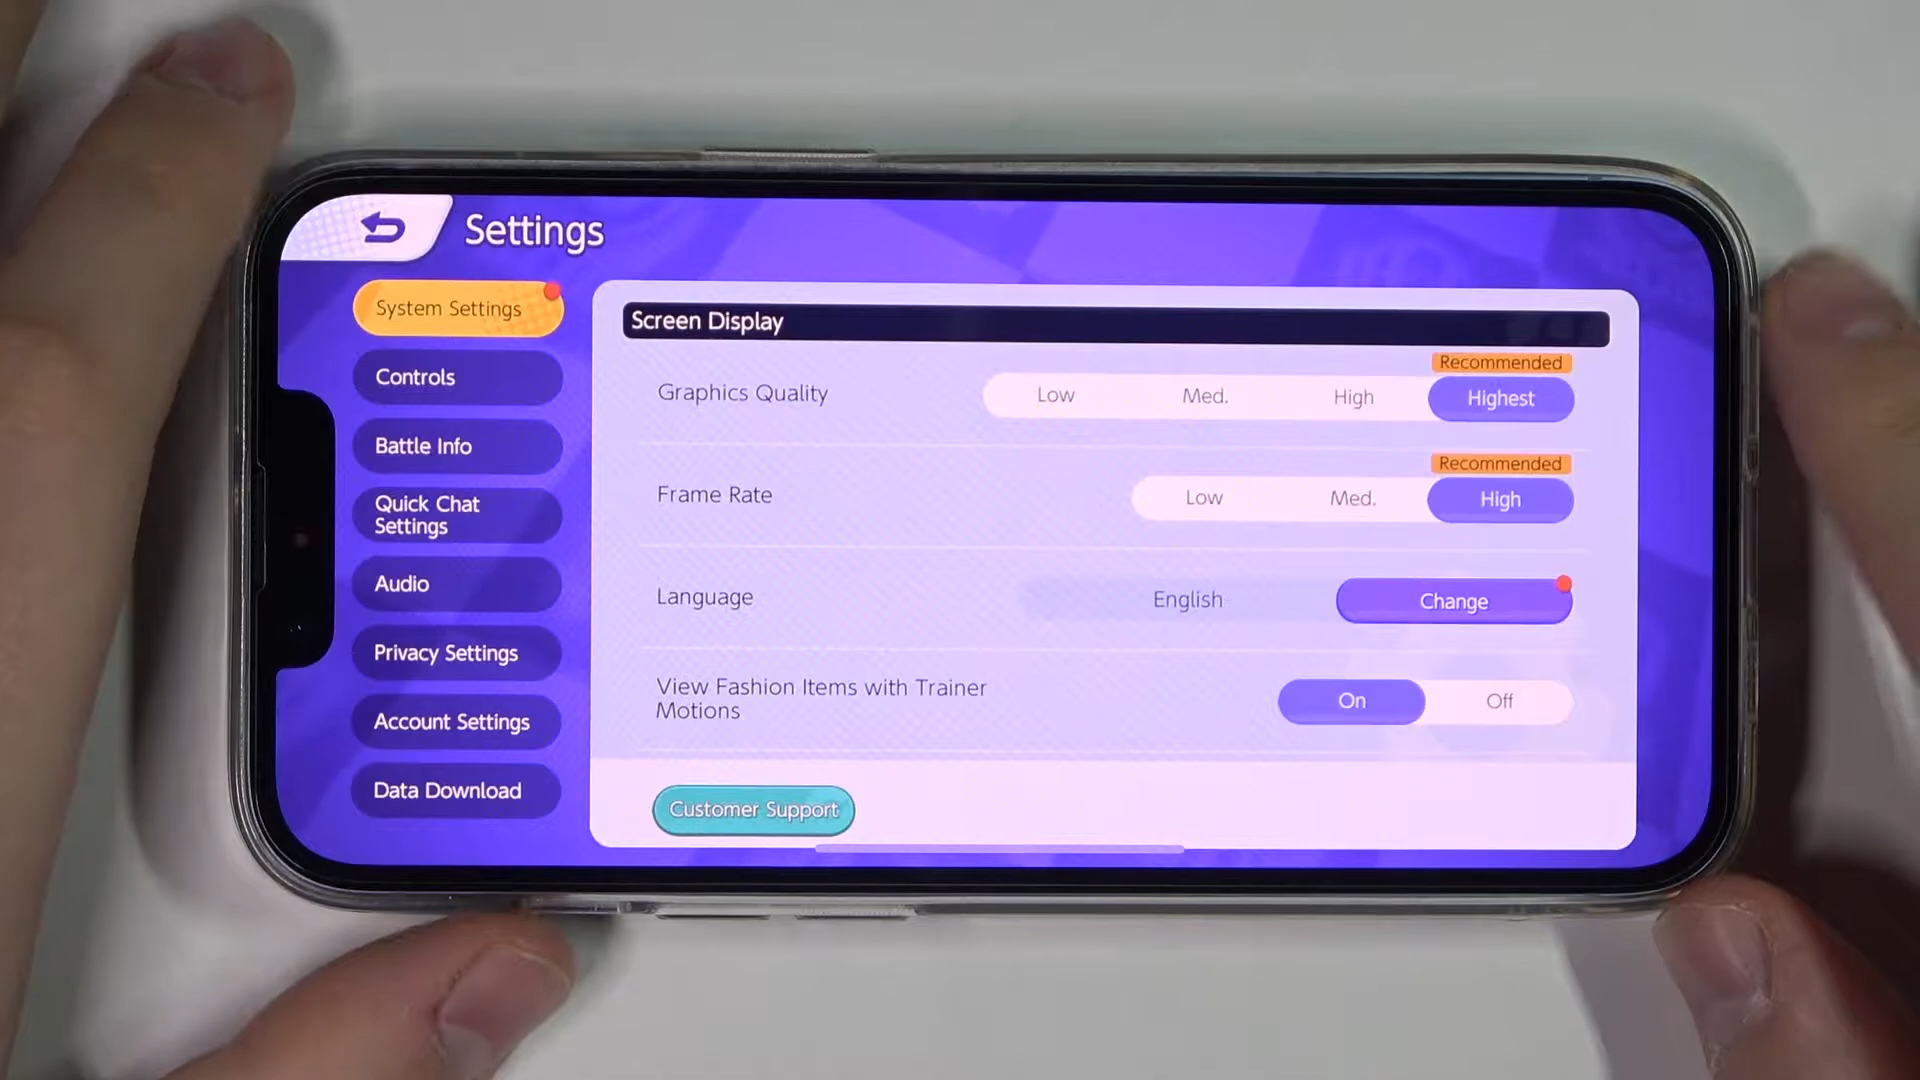 Settings
System Settings
Controls
Battle Info
Quick Chat
Settings
Audio
Privacy Settings
Account Settings
Data Download
Screen Display
Recommended
Graphics Quality Low Med. High Highest
Recommended
Frame Rate Low Med. High
Language English Change
View Fashion Items with Trainer
Motions
On Off
Customer Support